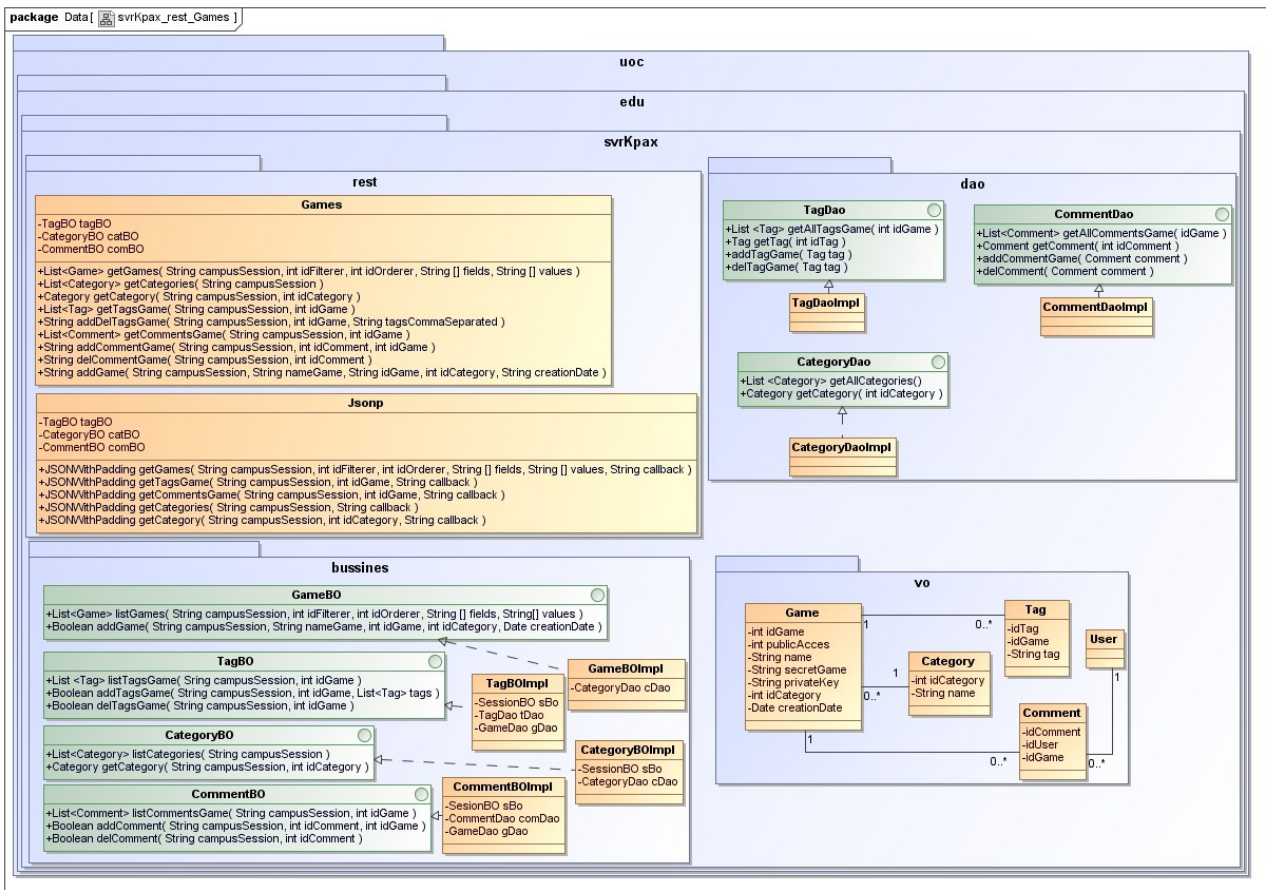 package Data[ svrKpax_rest_Games ]
uoc
edu
svrKpax
rest
Games
-TagBO tagBO
-CategoryBO catBO
-CommentBO comBO
+List<Game> getGames( String campusSession, int idFilterer, int idOrderer, String [] fields, String [] values )
+List<Category> getCategories( String campusSession )
+Category getCategory( String campusSession, int idCategory )
+List<Tag> getTagsGame( String campusSession, int idGame )
+String addDelTagsGame( String campusSession, int idGame, String tagsCommaSeparated )
+List<Comment> getCommentsGame( String campusSession, int idGame )
+String addCommentGame( String campusSession, int idComment, int idGame )
+String delCommentGame( String campusSession, int idComment )
+String addGame( String campusSession, String nameGame, String idGame, int idCategory, String creationDate )
Jsonp
-TagBO tagBO
-CategoryBO catBO
-CommentBO comBO
+JSONWithPadding getGames( String campusSession, int idFilterer, int idOrderer, String [] fields, String [] values, String callback )
+JSONWithPadding getTagsGame( String campusSession, int idGame, String callback )
+JSONWithPadding getCommentsGame( String campusSession, int idGame, String callback )
+JSONWithPadding getCategories( String campusSession, String callback )
+JSONWithPadding getCategory( String campusSession, int idCategory, String callback )
dao
TagDao
+List <Tag> getAllTagsGame( int idGame )
+Tag getTag( int idTag )
+addTagGame( Tag tag )
+delTagGame( Tag tag )
TagDaoImpl
CommentDao
+List<Comment> getAllCommentsGame( idGame )
+Comment getComment( int idComment )
+addCommentGame( Comment comment )
+delComment( Comment comment )
CommentDaoImpl
CategoryDao
+List <Category> getAllCategories()
+Category getCategory( int idCategory )
CategoryDaoImpl
bussines
GameBO
+List<Game> listGames( String campusSession, int idFilterer, int idOrderer, String [] fields, String[] values )
+Boolean addGame( String campusSession, String nameGame, int idGame, int idCategory, Date creationDate )
GameBOImpl
-CategoryDao cDao
TagBO
+List <Tag> listTagsGame( String campusSession, int idGame )
+Boolean addTagsGame( String campusSession, int idGame, List<Tag> tags )
+Boolean delTagsGame( String campusSession, int idGame )
TagBOImpl
-SessionBO sBo
-TagDao tDao
-GameDao gDao
CategoryBO
+List<Category> listCategories( String campusSession )
+Category getCategory( String campusSession, int idCategory )
CategoryBOImpl
-SessionBO sBo
-CategoryDao cDao
CommentBO
+List<Comment> listCommentsGame( String campusSession, int idGame )
+Boolean addComment( String campusSession, int idComment, int idGame )
+Boolean delComment( String campusSession, int idComment )
CommentBOImpl
-SesionBO sBo
-CommentDao comDao
-GameDao gDao
vo
Game
-int idGame
-int publicAcces
-String name
-String secretGame
-String privateKey
-int idCategory
-Date creationDate
1
0..*
Tag
-idTag
-idGame
-String tag
User
1
1
0..*
Category
-int idCategory
-String name
1
0..*
Comment
-idComment
-idUser
-idGame
0..*